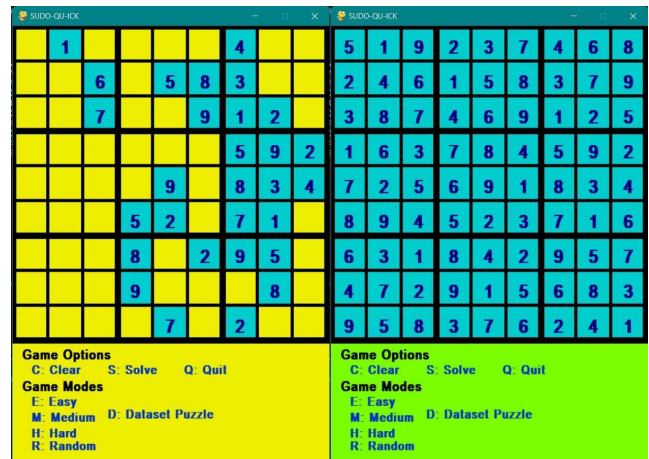 SUDO-QU-ICK
1 4
6 5 8 3
7 9 1 2
5 9 2
9 8 3 4
5 2 7 1
8 2 9 5
9 8
7 2
Game Options
C: Clear S: Solve Q: Quit
Game Modes
E: Easy
M: Medium D: Dataset Puzzle
H: Hard
R: Random
SUDO-QU-ICK
5 1 9 2 3 7 4 6 8
2 4 6 1 5 8 3 7 9
3 8 7 4 6 9 1 2 5
1 6 3 7 8 4 5 9 2
7 2 5 6 9 1 8 3 4
8 9 4 5 2 3 7 1 6
6 3 1 8 4 2 9 5 7
4 7 2 9 1 5 6 8 3
9 5 8 3 7 6 2 4 1
Game Options
C: Clear S: Solve Q: Quit
Game Modes
E: Easy
M: Medium D: Dataset Puzzle
H: Hard
R: Random